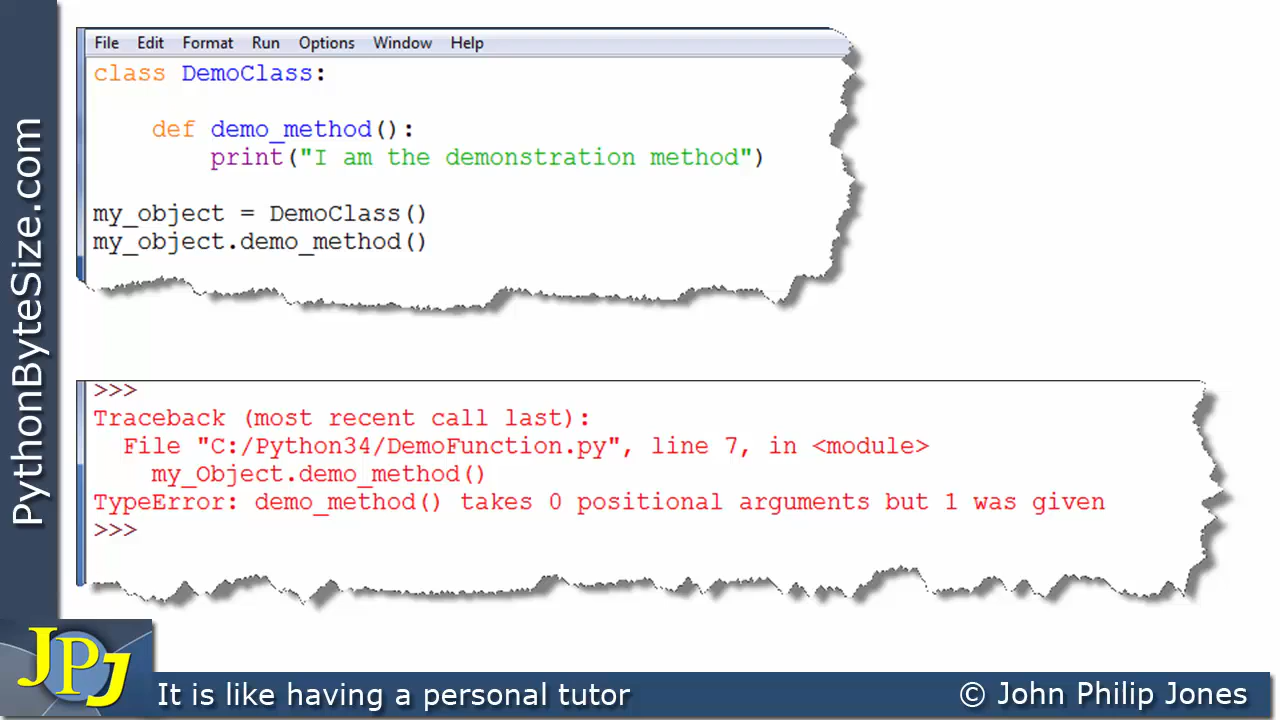 File Edit Format Run Options Window Help
class DemoClass:
def demo_method():
print("I am the demonstration method")
my_object = DemoClass()
my_object.demo_method()
>>>
Traceback (most recent call last):
File "C:/Python34/DemoFunction.py", line 7, in <module>
my_Object.demo_method()
TypeError: demo_method() takes 0 positional arguments but 1 was given
>>>
PythonByteSize.com
JPJ
It is like having a personal tutor
© John Philip Jones